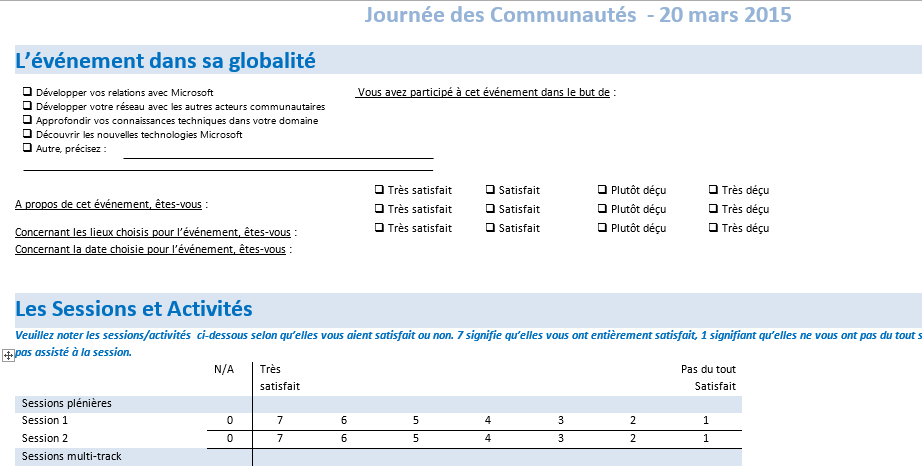 Journée des Communautés - 20 mars 2015
L'événement dans sa globalité
Vous avez participé à cet événement dans le but de :
Développer vos relations avec Microsoft
Développer votre réseau avec les autres acteurs communautaires
Approfondir vos connaissances techniques dans votre domaine
Découvrir les nouvelles technologies Microsoft
Autre, précisez :
Très satisfait Satisfait Plutôt déçu Très déçu
A propos de cet événement, êtes-vous :
Très satisfait Satisfait Plutôt déçu Très déçu
Concernant les lieux choisis pour l'événement, êtes-vous :
Très satisfait Satisfait Plutôt déçu Très déçu
Concernant la date choisie pour l'événement, êtes-vous :
Les Sessions et Activités
Veuillez noter les sessions/activités ci-dessous selon qu'elles vous aient satisfait ou non. 7 signifie qu'elles vous ont entièrement satisfait, 1 signifiant qu'elles ne vous ont pas du tout s
pas assisté à la session.
N/A Très Pas du tout
satisfait Satisfait
Sessions plénières
Session 1 0 7 6 5 4 3 2 1
Session 2 0 7 6 5 4 3 2 1
Sessions multi-track